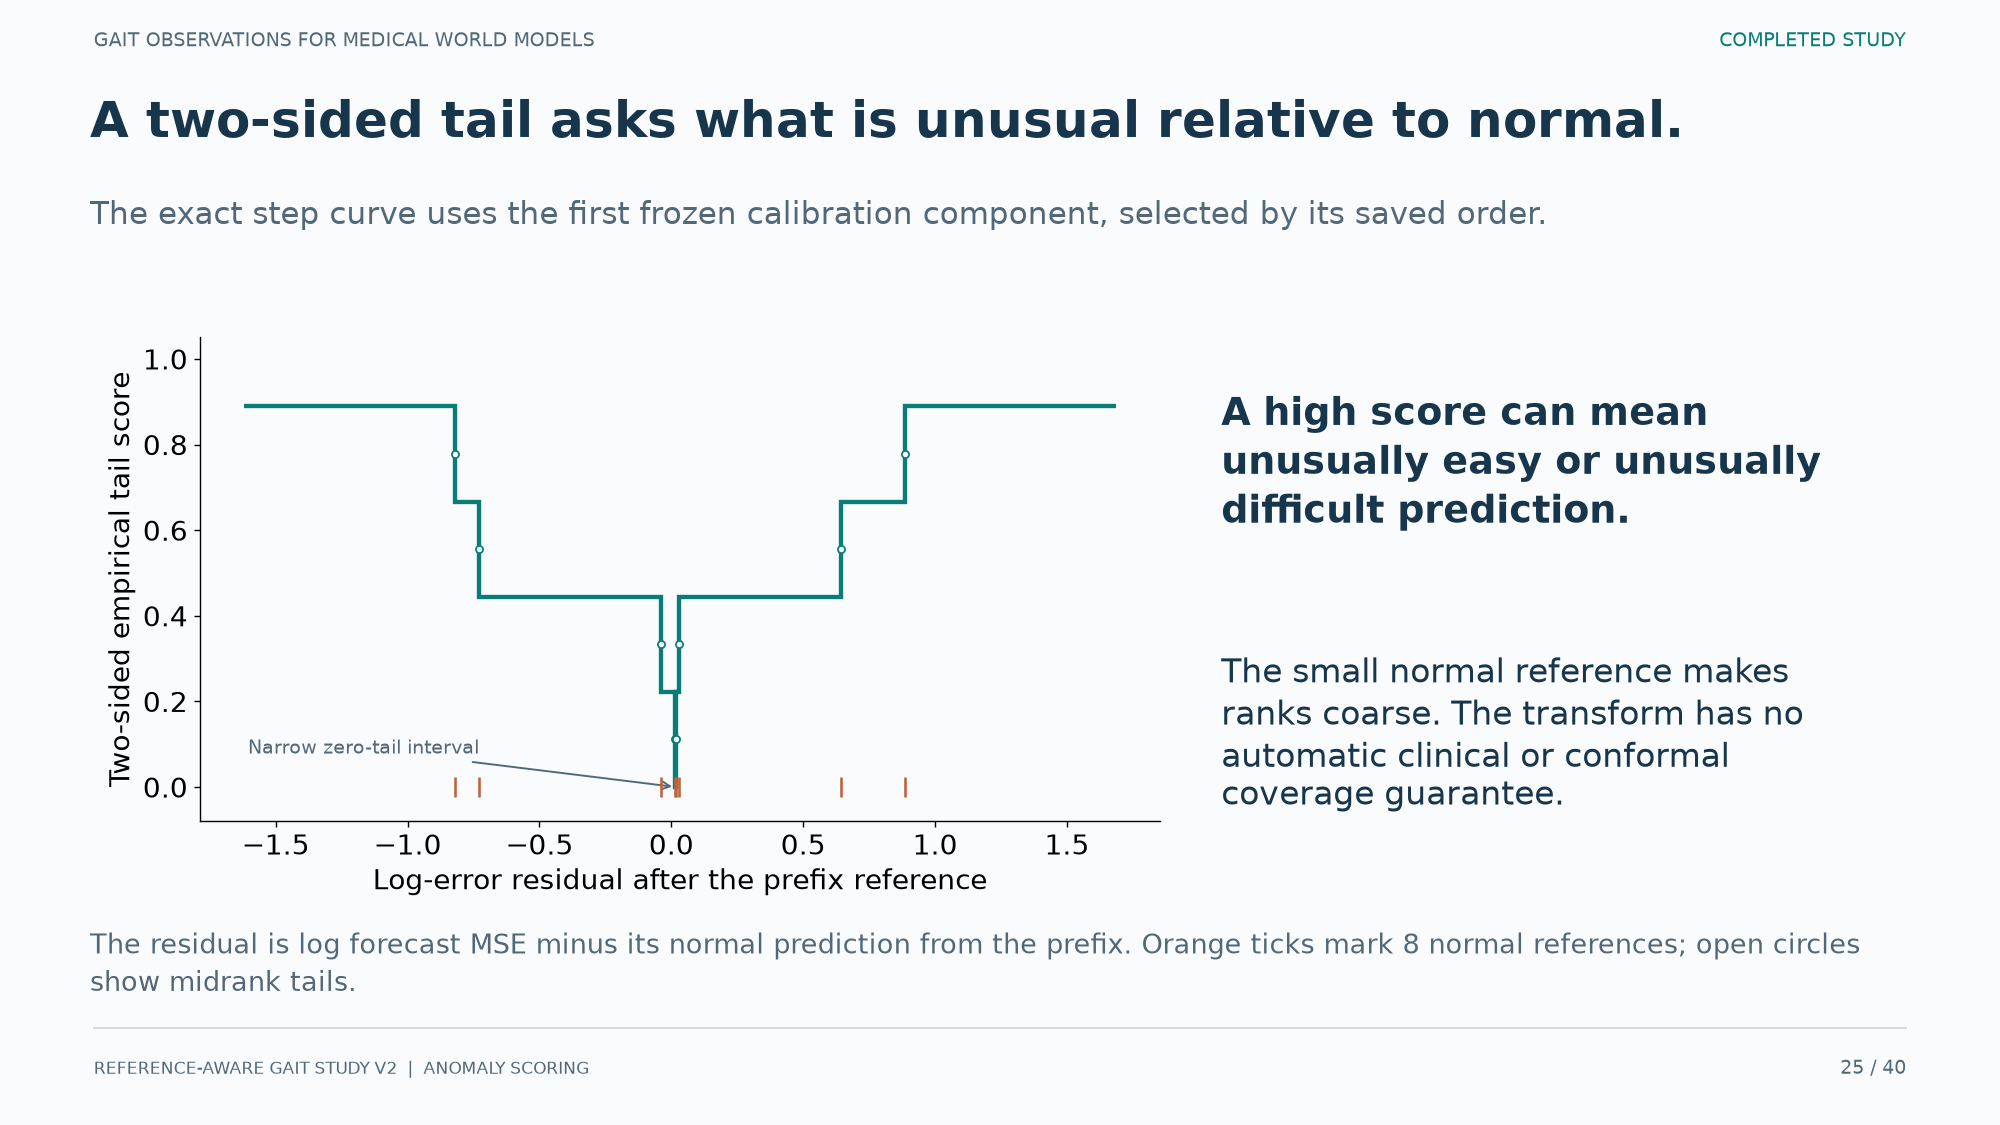 GAIT OBSERVATIONS FOR MEDICAL WORLD MODELS
COMPLETED STUDY
A two-sided tail asks what is unusual relative to normal.
The exact step curve uses the first frozen calibration component, selected by its saved order.
Two-sided empirical tail score
1.0
0.8
0.6
0.4
0.2
0.0
Narrow zero-tail interval
−1.5
−1.0
−0.5
0.0
0.5
1.0
1.5
Log-error residual after the prefix reference
A high score can mean
unusually easy or unusually
difficult prediction.
The small normal reference makes
ranks coarse. The transform has no
automatic clinical or conformal
coverage guarantee.
The residual is log forecast MSE minus its normal prediction from the prefix. Orange ticks mark 8 normal references; open circles
show midrank tails.
REFERENCE-AWARE GAIT STUDY V2 | ANOMALY SCORING
25 / 40